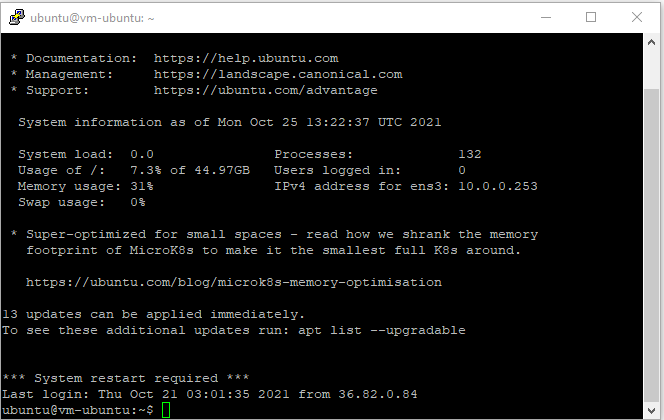 ubuntu@vm-ubuntu: ~
* Documentation:  https://help.ubuntu.com
* Management:     https://landscape.canonical.com
* Support:        https://ubuntu.com/advantage
System information as of Mon Oct 25 13:22:37 UTC 2021
System load:  0.0               Processes:             132
Usage of /:   7.3% of 44.97GB   Users logged in:       0
Memory usage: 31%               IPv4 address for ens3: 10.0.0.253
Swap usage:   0%
* Super-optimized for small spaces - read how we shrank the memory
footprint of MicroK8s to make it the smallest full K8s around.
https://ubuntu.com/blog/microk8s-memory-optimisation
13 updates can be applied immediately.
To see these additional updates run: apt list --upgradable
*** System restart required ***
Last login: Thu Oct 21 03:01:35 2021 from 36.82.0.84
ubuntu@vm-ubuntu:~$